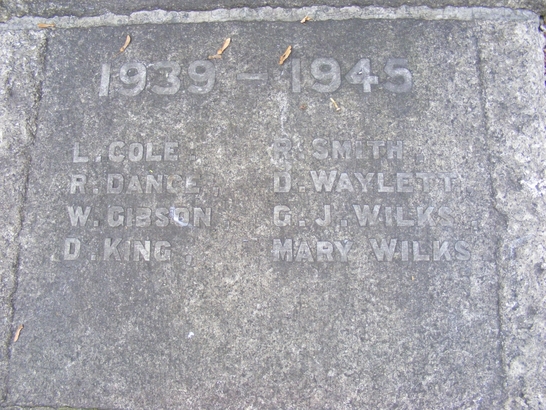 1939 - 1945
L. COLE
R. DANCE
W. GIBSON
D. KING
R. SMITH
D. WAYLETT
G. J. WILKS
MARY WILKS